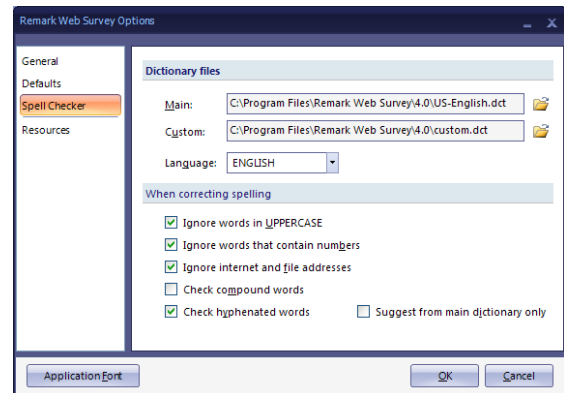 Remark Web Survey Options
General
Defaults
Spell Checker
Resources
Dictionary files
Main: C:\Program Files\Remark Web Survey\4.0\US-English.dct
Custom: C:\Program Files\Remark Web Survey\4.0\custom.dct
Language: ENGLISH
When correcting spelling
Ignore words in UPPERCASE
Ignore words that contain numbers
Ignore internet and file addresses
Check compound words
Check hyphenated words Suggest from main dictionary only
Application Font OK Cancel